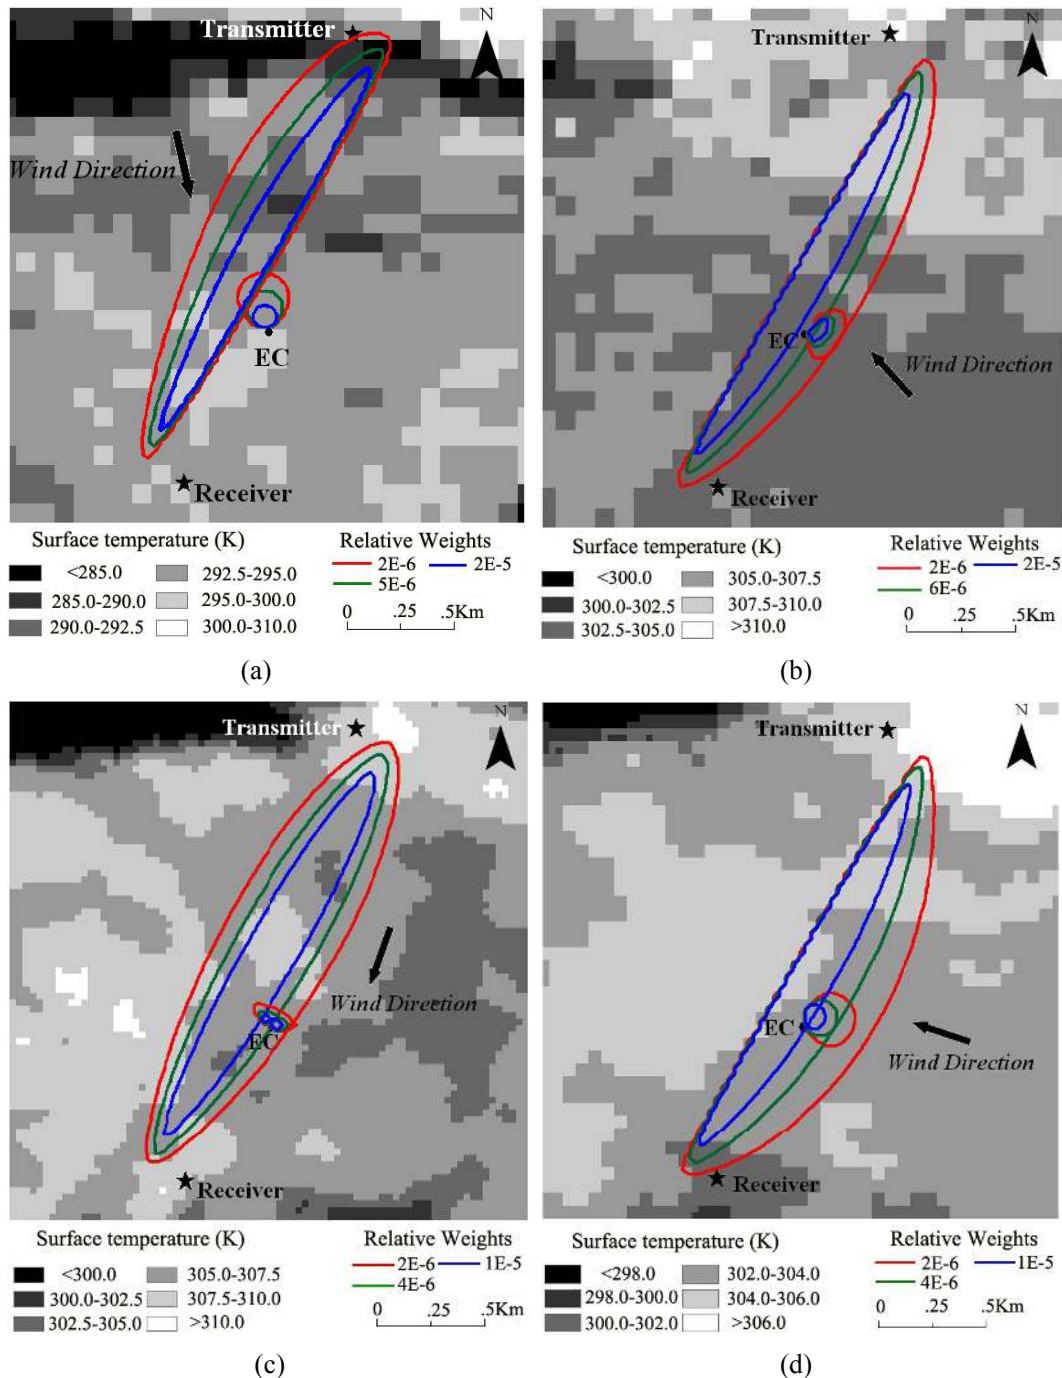 N
Transmitter
Wind Direction
EC
Receiver
Surface temperature (K)
<285.0
292.5-295.0
285.0-290.0
295.0-300.0
290.0-292.5
300.0-310.0
Relative Weights
2E-6
2E-5
5E-6
0 .25 .5Km
(a)
N
Transmitter
EC
Wind Direction
Receiver
Surface temperature (K)
<300.0
305.0-307.5
300.0-302.5
307.5-310.0
302.5-305.0
>310.0
Relative Weights
2E-6
2E-5
6E-6
0 .25 .5Km
(b)
N
Transmitter
Wind Direction
EC
Receiver
Surface temperature (K)
<300.0
305.0-307.5
300.0-302.5
307.5-310.0
302.5-305.0
>310.0
Relative Weights
2E-6
1E-5
4E-6
0 .25 .5Km
(c)
N
Transmitter
EC
Wind Direction
Receiver
Surface temperature (K)
<298.0
302.0-304.0
298.0-300.0
304.0-306.0
300.0-302.0
>306.0
Relative Weights
2E-6
1E-5
4E-6
0 .25 .5Km
(d)